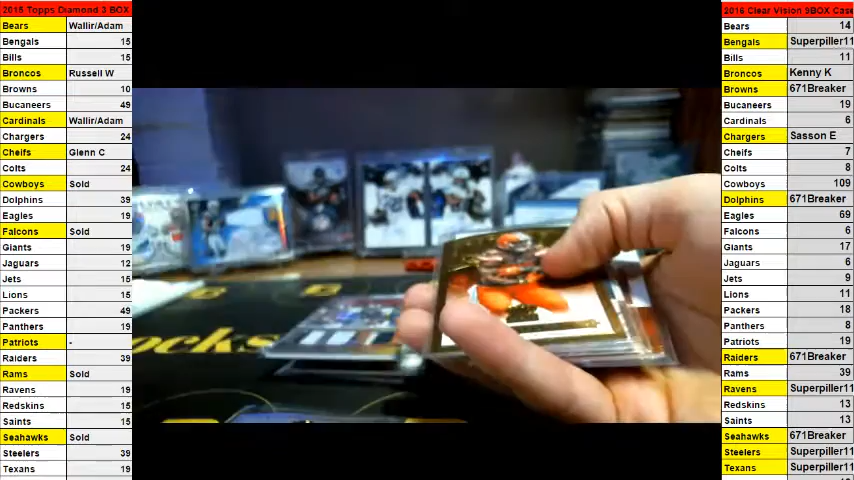 2015 Topps Diamond 3 BOX
Bears Wallir/Adam
Bengals 15
Bills 15
Broncos Russell W
Browns 10
Bucaneers 49
Cardinals Wallir/Adam
Chargers 24
Cheifs Glenn C
Colts 24
Cowboys Sold
Dolphins 39
Eagles 19
Falcons Sold
Giants 19
Jaguars 12
Jets 15
Lions 15
Packers 49
Panthers 19
Patriots -
Raiders 39
Rams Sold
Ravens 19
Redskins 15
Saints 15
Seahawks Sold
Steelers 39
Texans 19
ocks
2016 Clear Vision 9BOX Case
Bears 14
Bengals Superpiller11
Bills 11
Broncos Kenny K
Browns 671Breaker
Bucaneers 19
Cardinals 6
Chargers Sasson E
Cheifs 7
Colts 8
Cowboys 109
Dolphins 671Breaker
Eagles 69
Falcons 6
Giants 17
Jaguars 6
Jets 9
Lions 11
Packers 18
Panthers 8
Patriots 19
Raiders 671Breaker
Rams 39
Ravens Superpiller11
Redskins 13
Saints 13
Seahawks 671Breaker
Steelers Superpiller11
Texans Superpiller11